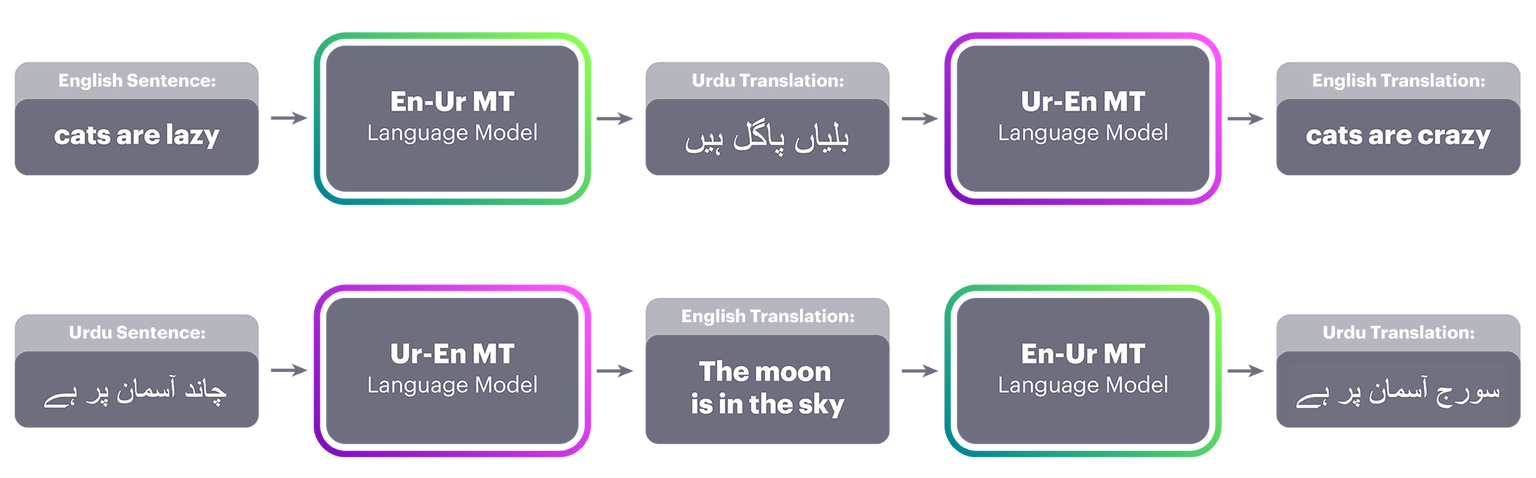 English Sentence:
cats are lazy
En-Ur MT
Language Model
Urdu Translation:
بلیاں پاگل ہیں
Ur-En MT
Language Model
English Translation:
cats are crazy
Urdu Sentence:
چاند آسمان پر ہے
Ur-En MT
Language Model
English Translation:
The moon
is in the sky
En-Ur MT
Language Model
Urdu Translation:
سورج آسمان پر ہے